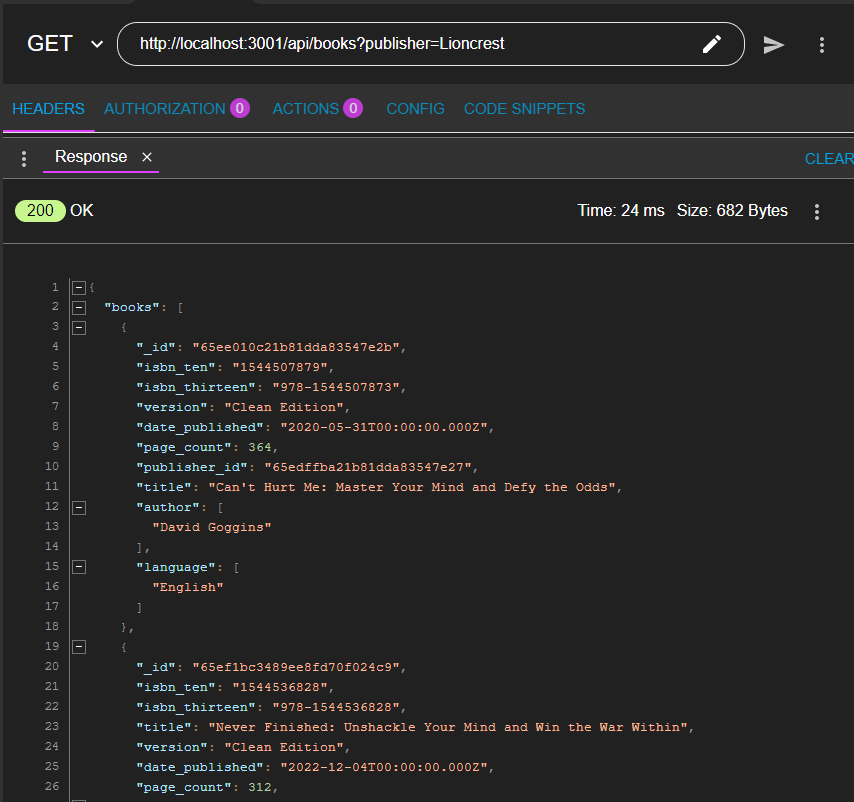 GET http://localhost:3001/api/books?publisher=Lioncrest
HEADERS AUTHORIZATION 0 ACTIONS 0 CONFIG CODE SNIPPETS
Response × CLEAR
200 OK Time: 24 ms Size: 682 Bytes
1 {
2 "books": [
3 {
4 "_id": "65ee010c21b81dda83547e2b",
5 "isbn_ten": "1544507879",
6 "isbn_thirteen": "978-1544507873",
7 "version": "Clean Edition",
8 "date_published": "2020-05-31T00:00:00.000Z",
9 "page_count": 364,
10 "publisher_id": "65edffba21b81dda83547e27",
11 "title": "Can't Hurt Me: Master Your Mind and Defy the Odds",
12 "author": [
13 "David Goggins"
14 ],
15 "language": [
16 "English"
17 ]
18 },
19 {
20 "_id": "65ef1bc3489ee8fd70f024c9",
21 "isbn_ten": "1544536828",
22 "isbn_thirteen": "978-1544536828",
23 "title": "Never Finished: Unshackle Your Mind and Win the War Within",
24 "version": "Clean Edition",
25 "date_published": "2022-12-04T00:00:00.000Z",
26 "page_count": 312,